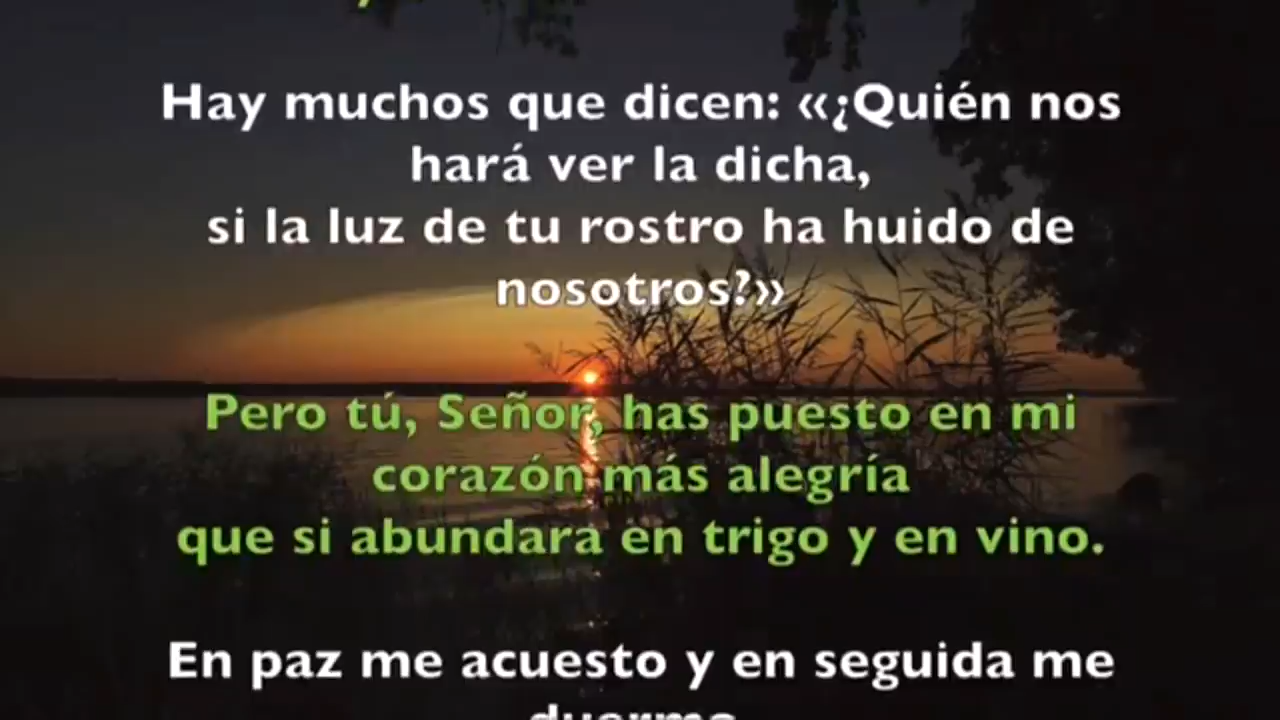 Hay muchos que dicen: «¿Quién nos
hará ver la dicha,
si la luz de tu rostro ha huido de
nosotros?»
Pero tú, Señor, has puesto en mi
corazón más alegría
que si abundara en trigo y en vino.
En paz me acuesto y en seguida me
duermo